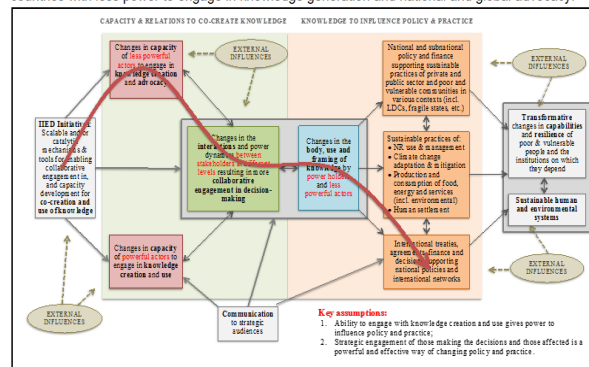 countries with less power to engage in knowledge generation and national and global advocacy.
CAPACITY & RELATIONS TO CO-CREATE KNOWLEDGE
KNOWLEDGE TO INFLUENCE POLICY & PRACTICE
Changes in capacity
of less powerful
actors to engage in
knowledge creation
and advocacy
EXTERNAL
INFLUENCES
National and subnational
policy and finance
supporting sustainable
practices of private and
public sector and poor and
vulnerable communities in
various contexts (incl.
LDCs, fragile states, etc.)
EXTERNAL
INFLUENCES
IIED Initiatives:
Scalable and/or
catalytic
mechanisms &
tools for enabling
collaborative
engagement in,
and capacity
development for
co-creation and
use of knowledge
Changes in the
interactions and power
dynamics between
stakeholders at different
levels resulting in more
collaborative
engagement in decision-
making
Changes in the
body, use and
framing of
knowledge by
power holders
and less
powerful actors
Sustainable practices of:
• NR use & management
• Climate change
adaptation & mitigation
• Production and
consumption of food,
energy and services
(incl. environmental)
• Human settlement
Transformative
changes in capabilities
and resilience of
poor & vulnerable
people and the
institutions on which
they depend
Sustainable human
and environmental
systems
Changes in capacity
of powerful actors to
engage in knowledge
creation and use
International treaties,
agreements, finance and
decisions supporting
national policies and
international networks
EXTERNAL
INFLUENCES
EXTERNAL
INFLUENCES
Communication
to strategic
audiences
Key assumptions:
1. Ability to engage with knowledge creation and use gives power to
influence policy and practice;
2. Strategic engagement of those making the decisions and those affected is a
powerful and effective way of changing policy and practice.